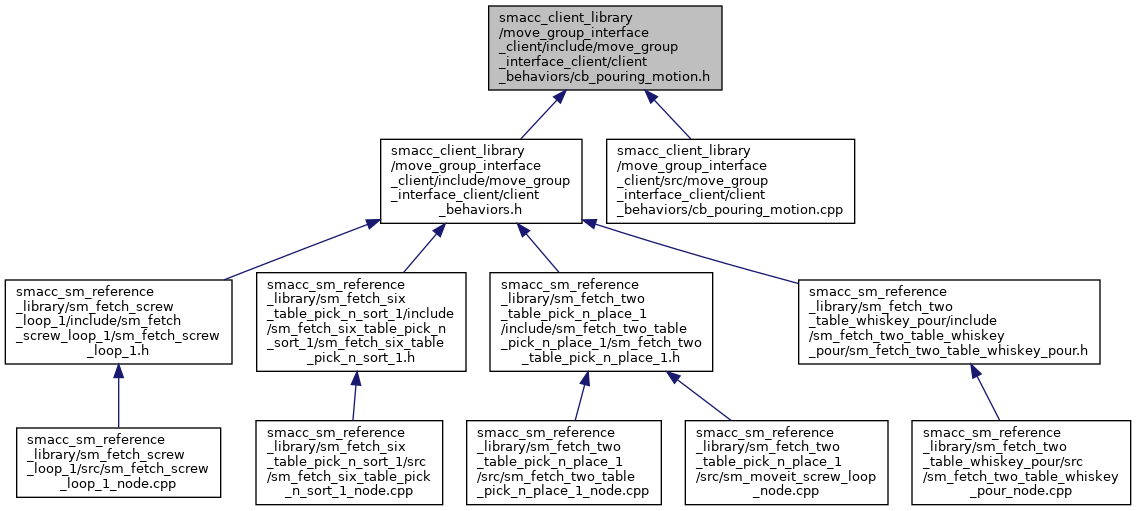 smacc_client_library
/move_group_interface
_client/include/move_group
_interface_client/client
_behaviors/cb_pouring_motion.h
smacc_client_library
/move_group_interface
_client/include/move_group
_interface_client/client
_behaviors.h
smacc_client_library
/move_group_interface
_client/src/move_group
_interface_client/client
_behaviors/cb_pouring_motion.cpp
smacc_sm_reference
_library/sm_fetch_screw
_loop_1/include/sm_fetch
_screw_loop_1/sm_fetch_screw
_loop_1.h
smacc_sm_reference
_library/sm_fetch_six
_table_pick_n_sort_1/include
/sm_fetch_six_table_pick_n
_sort_1/sm_fetch_six_table
_pick_n_sort_1.h
smacc_sm_reference
_library/sm_fetch_two
_table_pick_n_place_1
/include/sm_fetch_two_table
_pick_n_place_1/sm_fetch_two
_table_pick_n_place_1.h
smacc_sm_reference
_library/sm_fetch_two
_table_whiskey_pour/include
/sm_fetch_two_table_whiskey
_pour/sm_fetch_two_table_whiskey_pour.h
smacc_sm_reference
_library/sm_fetch_screw
_loop_1/src/sm_fetch_screw
_loop_1_node.cpp
smacc_sm_reference
_library/sm_fetch_six
_table_pick_n_sort_1/src
/sm_fetch_six_table_pick
_n_sort_1_node.cpp
smacc_sm_reference
_library/sm_fetch_two
_table_pick_n_place_1
/src/sm_fetch_two_table
_pick_n_place_1_node.cpp
smacc_sm_reference
_library/sm_fetch_two
_table_pick_n_place_1
/src/sm_moveit_screw_loop
_node.cpp
smacc_sm_reference
_library/sm_fetch_two
_table_whiskey_pour/src
/sm_fetch_two_table_whiskey
_pour_node.cpp